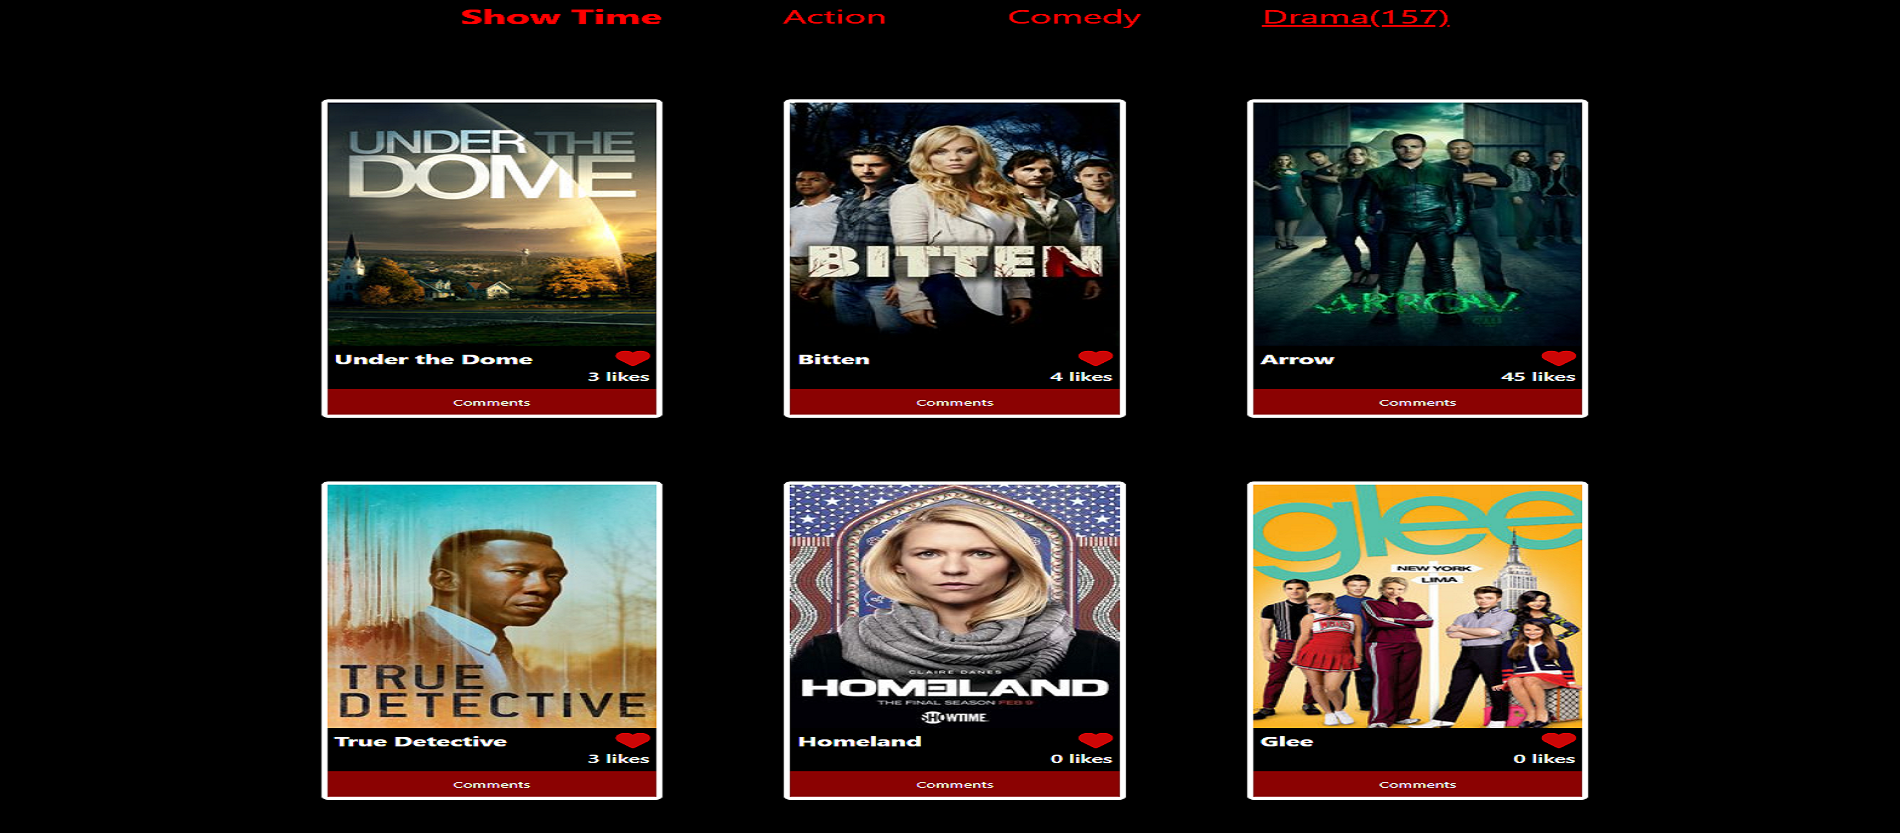 Show Time Action Comedy Drama(157)
UNDER THE
DOME
Under the Dome
3 likes
Comments
BITTEN
Bitten
4 likes
Comments
ARROW
Arrow
45 likes
Comments
TRUE
DETECTIVE
True Detective
3 likes
Comments
CLAIRE DANES
HOMELAND
THE FINAL SEASON FEB 9
SHOWTIME
Homeland
0 likes
Comments
glee
NEW YORK
LIMA
Glee
0 likes
Comments